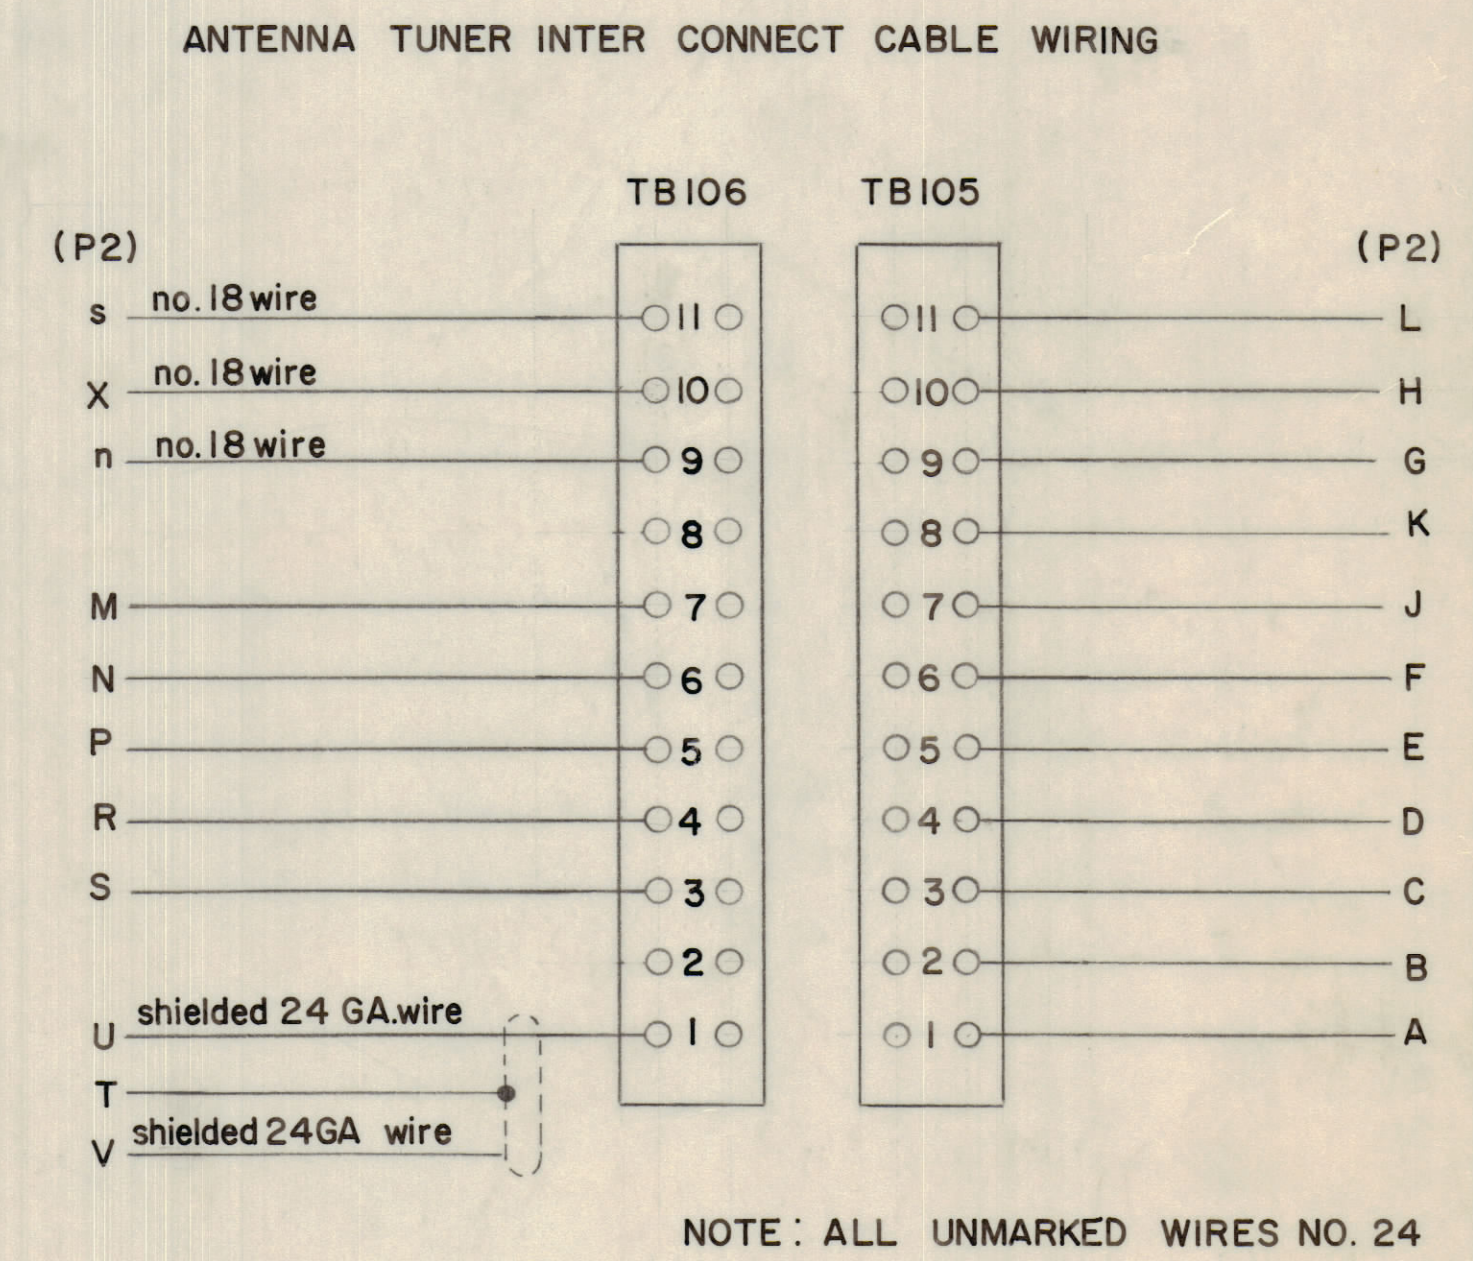 ANTENNA TUNER INTER CONNECT CABLE WIRING
TB106 TB105
(P2) (P2)
s no. 18 wire 11 11 L
X no. 18 wire 10 10 H
n no. 18 wire 9 9 G
8 8 K
M 7 7 J
N 6 6 F
P 5 5 E
R 4 4 D
S 3 3 C
2 2 B
shielded 24 GA. wire
U 1 1 A
T
shielded 24GA wire
V
NOTE: ALL UNMARKED WIRES NO. 24